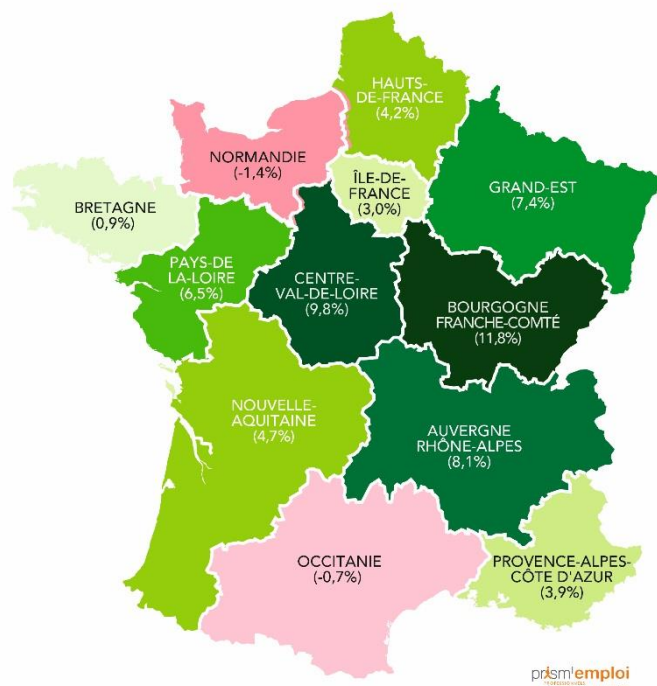 HAUTS-
DE-FRANCE
(4,2%)
NORMANDIE
(-1,4%)
ÎLE-DE-
FRANCE
(3,0%)
GRAND-EST
(7,4%)
BRETAGNE
(0,9%)
PAYS-DE
LA-LOIRE
(6,5%)
CENTRE-
VAL-DE-LOIRE
(9,8%)
BOURGOGNE
FRANCHE-COMTÉ
(11,8%)
NOUVELLE-
AQUITAINE
(4,7%)
AUVERGNE
RHÔNE-ALPES
(8,1%)
OCCITANIE
(-0,7%)
PROVENCE-ALPES-
CÔTE D'AZUR
(3,9%)
prism'emploi